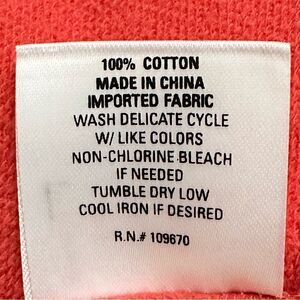 100% COTTON
MADE IN CHINA
IMPORTED FABRIC
WASH DELICATE CYCLE
W/ LIKE COLORS
NON-CHLORINE BLEACH
IF NEEDED
TUMBLE DRY LOW
COOL IRON IF DESIRED
R.N.# 109670